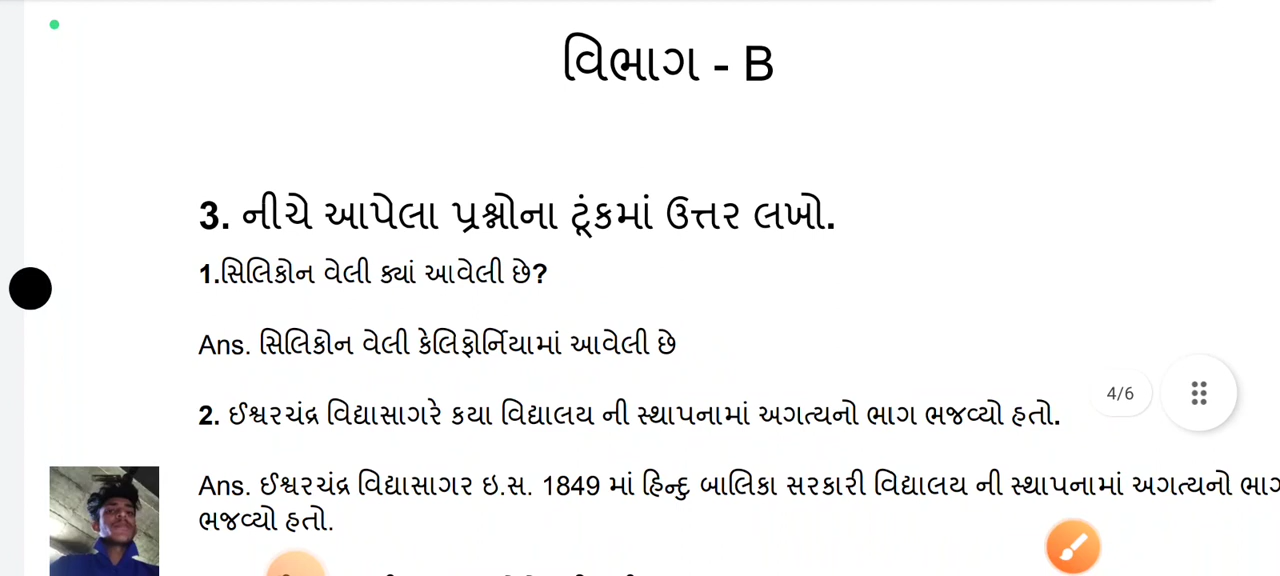 વિભાગ - B
3. નીચે આપેલા પ્રશ્નોના ટૂંકમાં ઉત્તર લખો.
1.સિલિકોન વેલી ક્યાં આવેલી છે?
Ans. સિલિકોન વેલી કેલિફોર્નિયામાં આવેલી છે
4/6
2. ઈશ્વરચંદ્ર વિદ્યાસાગરે કયા વિદ્યાલય ની સ્થાપનામાં અગત્યનો ભાગ ભજવ્યો હતો.
Ans. ઈશ્વરચંદ્ર વિદ્યાસાગર ઇ.સ. 1849 માં હિન્દુ બાલિકા સરકારી વિદ્યાલય ની સ્થાપનામાં અગત્યનો
ભજવ્યો હતો.